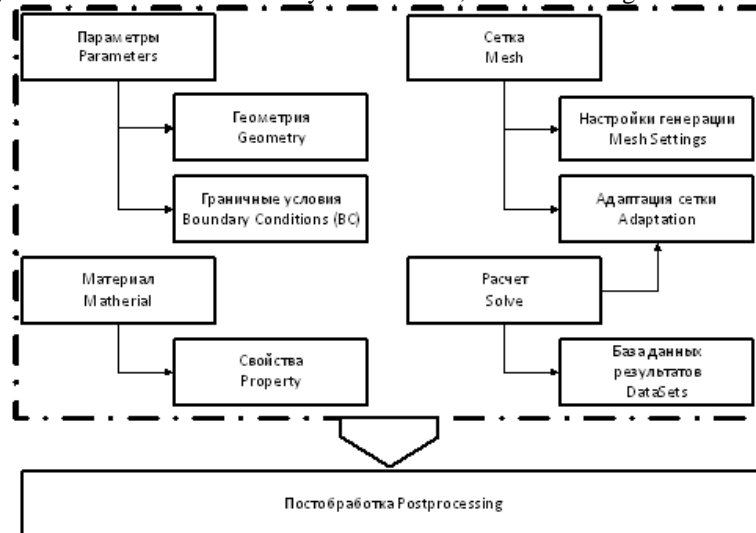 Параметры
Parameters
Геометрия
Geometry
Граничные условия
Boundary Conditions (BC)
Материал
Matherial
Свойства
Property
Сетка
Mesh
Настройки генерации
Mesh Settings
Адаптация сетки
Adaptation
Расчет
Solve
База данных
результатов
DataSets
Постобработка Postprocessing